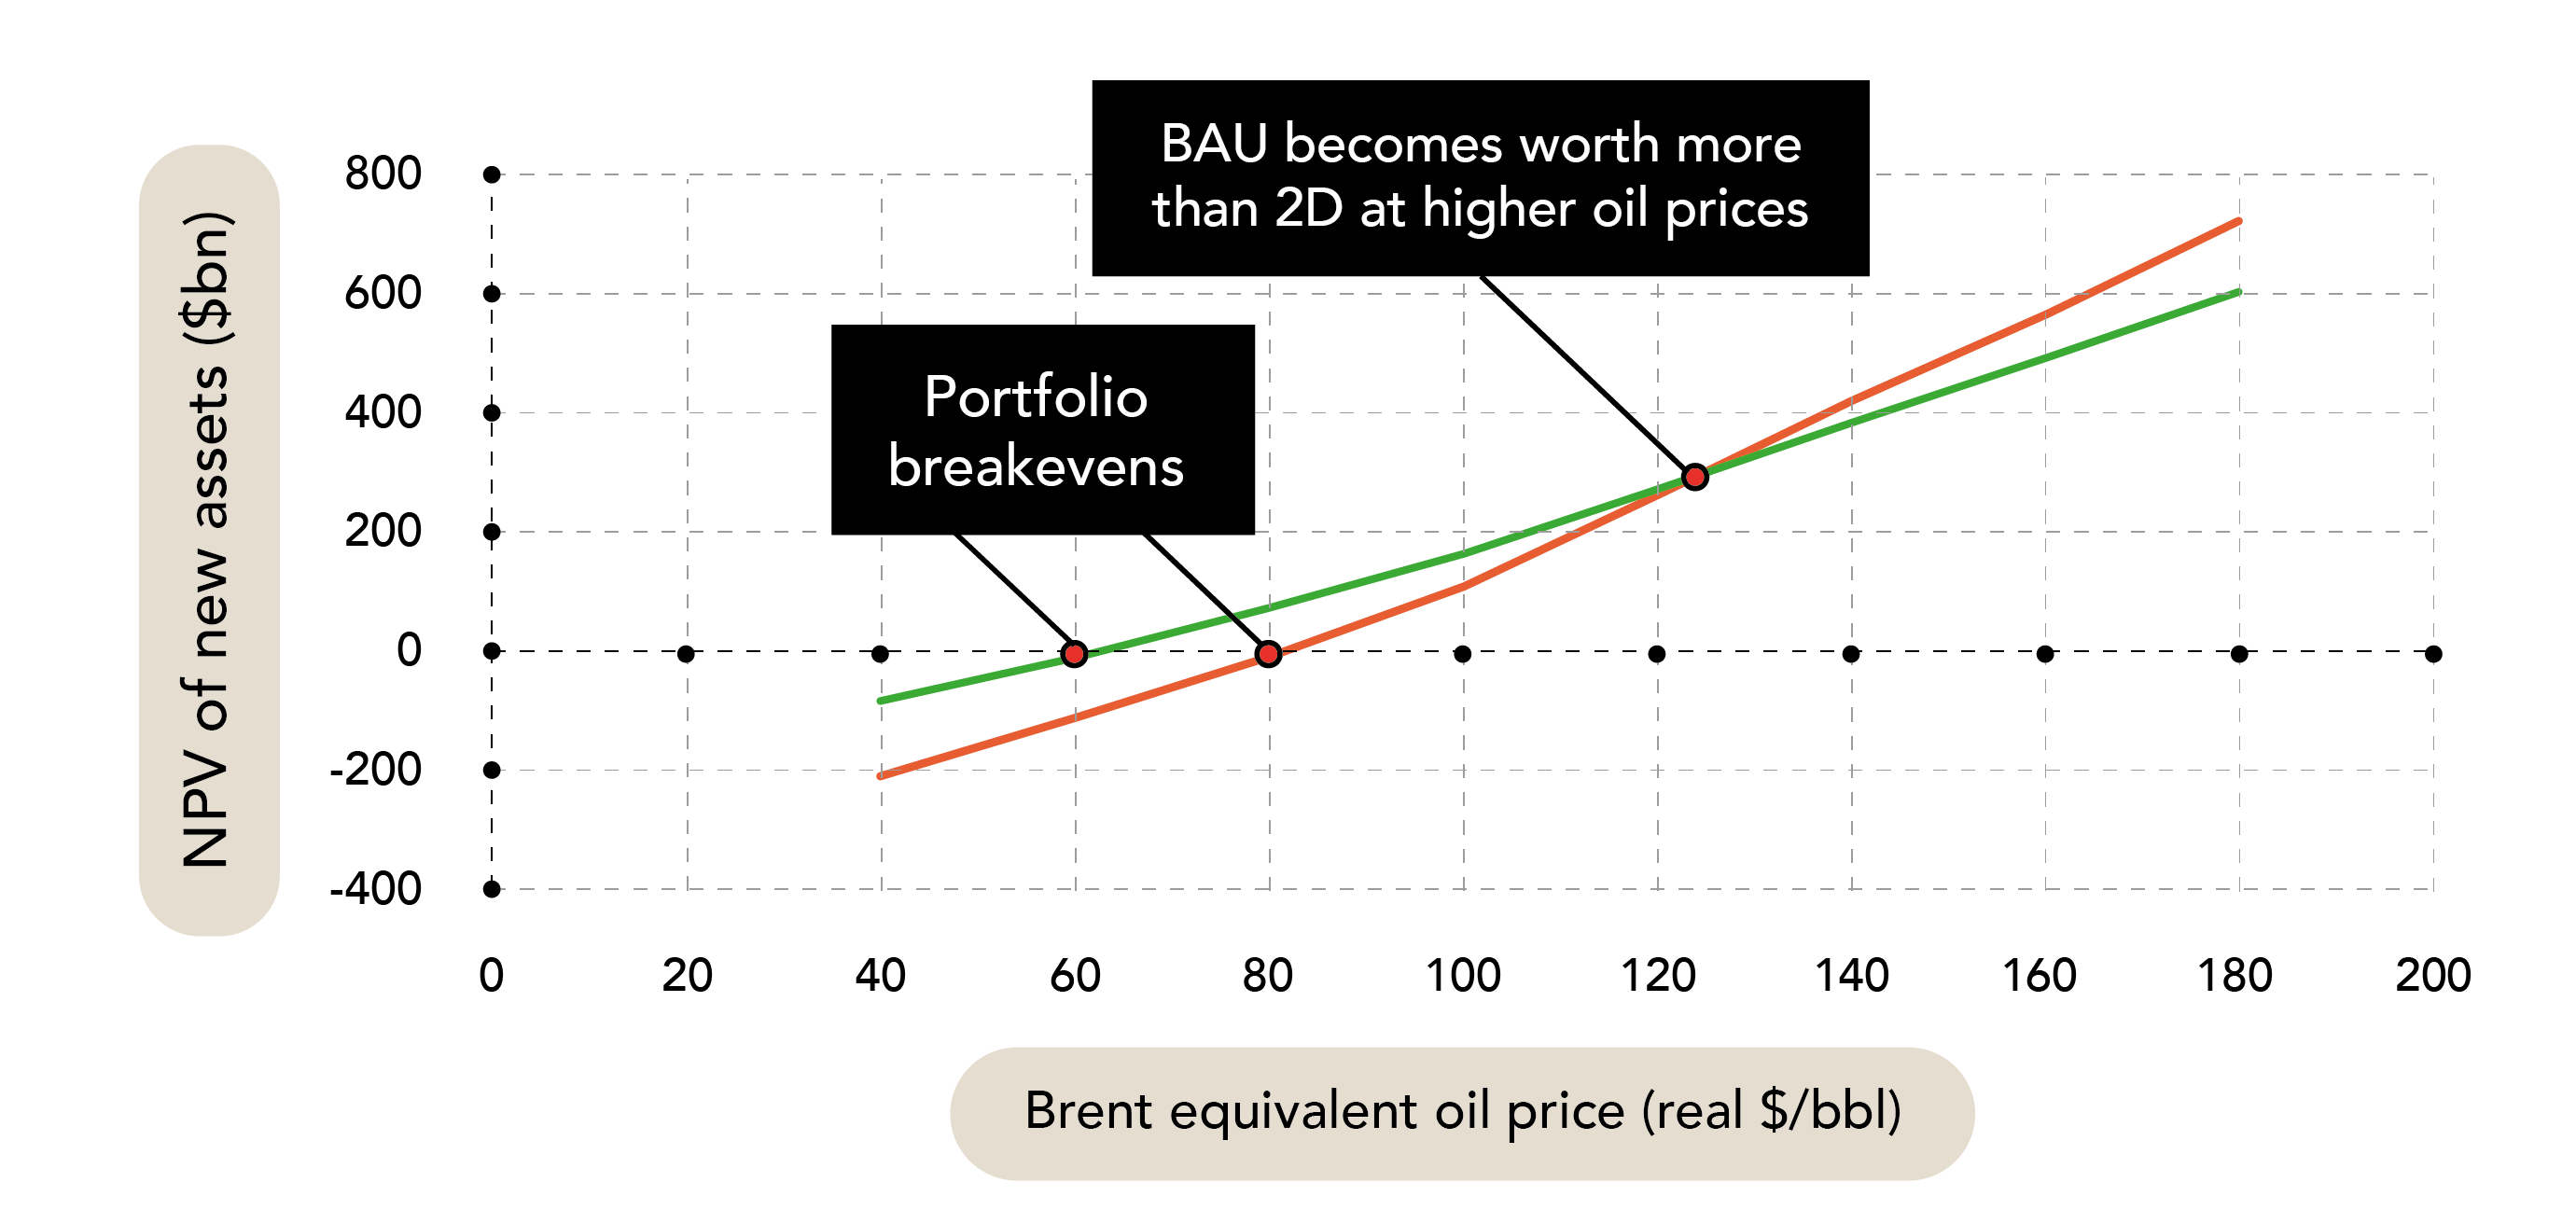 BAU becomes worth more
than 2D at higher oil prices
Portfolio
breakevens
NPV of new assets ($bn)
800
600
400
200
0
-200
-400
0 20 40 60 80 100 120 140 160 180 200
Brent equivalent oil price (real $/bbl)